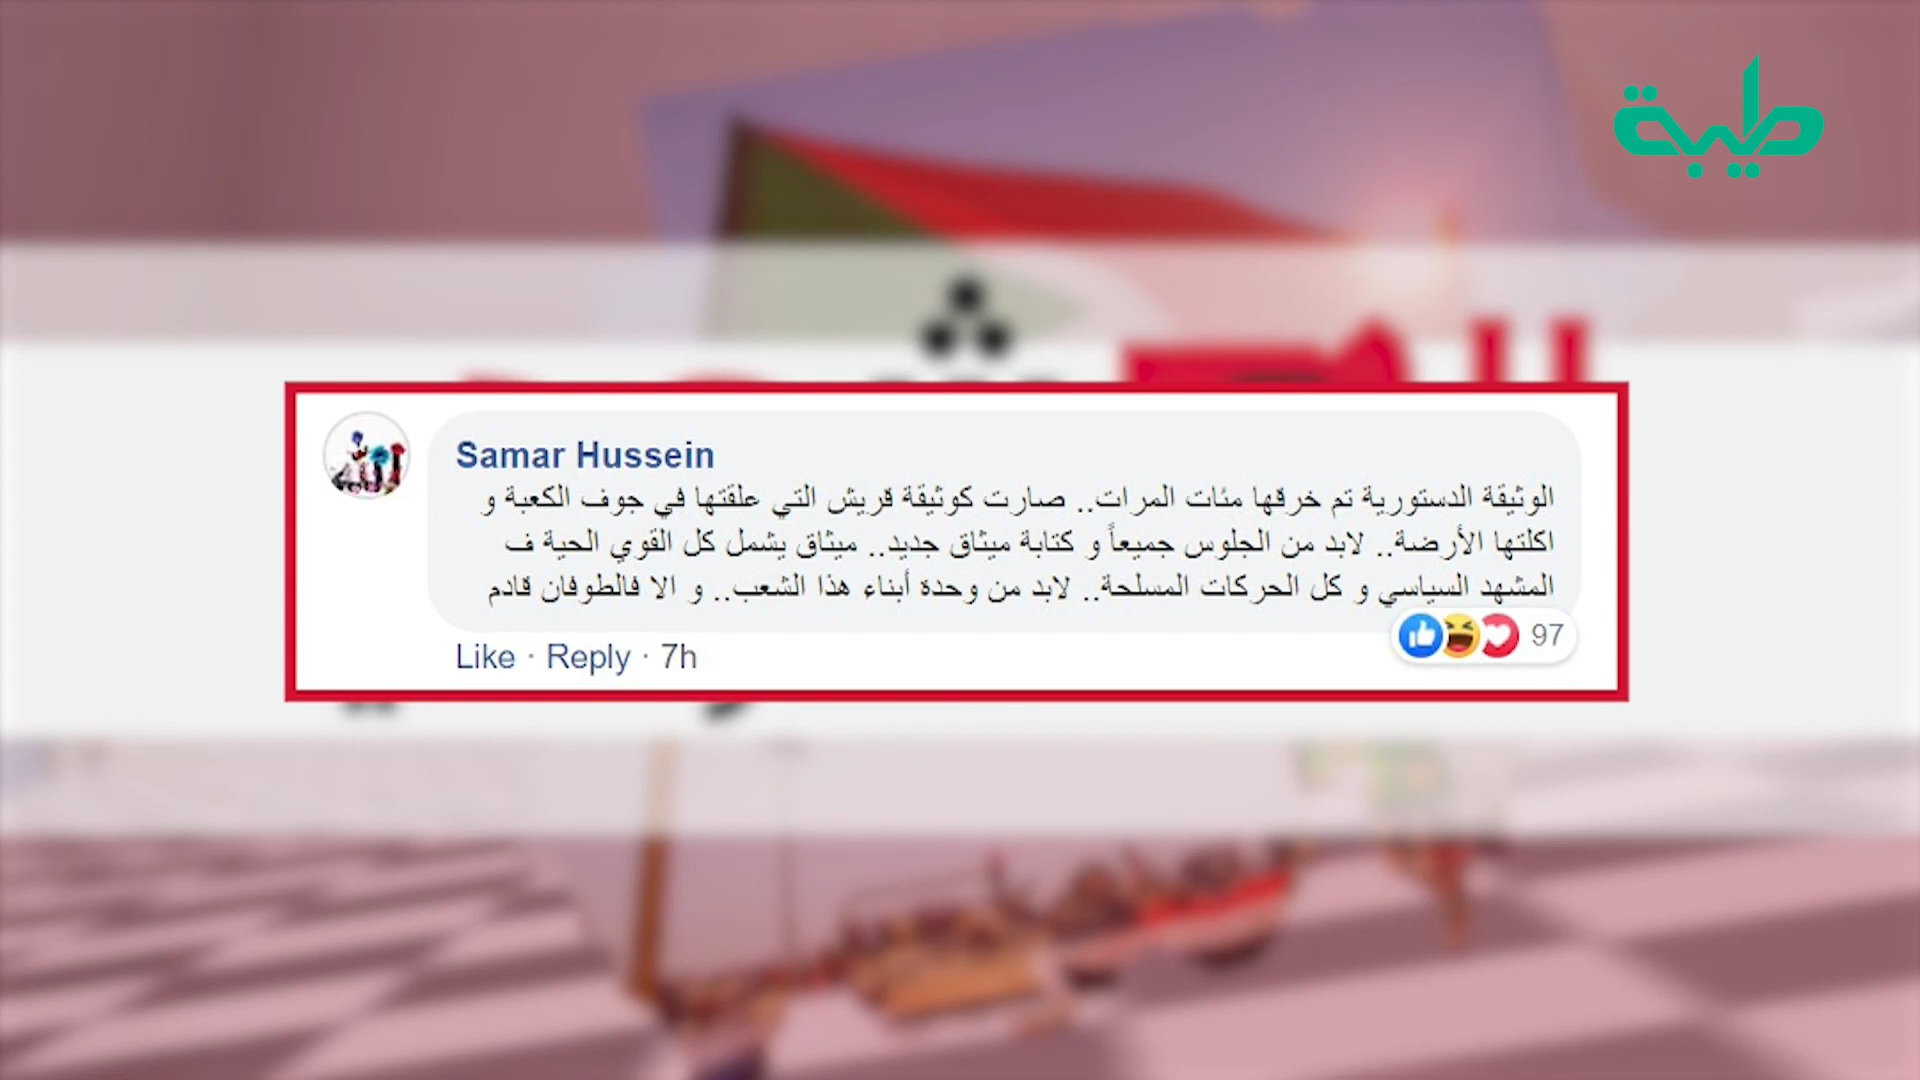 طيبة
Samar Hussein
الوثيقة الدستورية تم خرقها مئات المرات.. صارت كوثيقة قريش التي علقتها في جوف الكعبة و
اكلتها الأرضة.. لابد من الجلوس جميعاً و كتابة ميثاق جديد.. ميثاق يشمل كل القوي الحية ف
المشهد السياسي و كل الحركات المسلحة.. لابد من وحدة أبناء هذا الشعب.. و الا فالطوفان قادم
97
Like · Reply · 7h